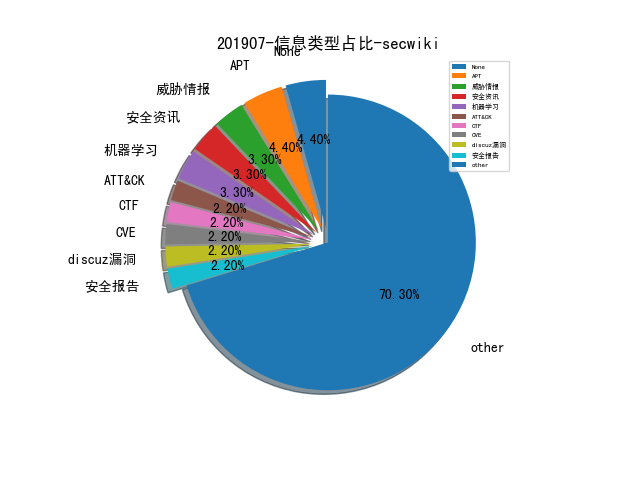 201907-信息类型占比-secwiki
None
APT
威胁情报
安全资讯
机器学习
ATT&CK
CTF
CVE
discuz漏洞
安全报告
other
4.40%
4.40%
3.30%
3.30%
3.30%
2.20%
2.20%
2.20%
2.20%
2.20%
70.30%
None
APT
威胁情报
安全资讯
机器学习
ATT&CK
CTF
CVE
discuz漏洞
安全报告
other